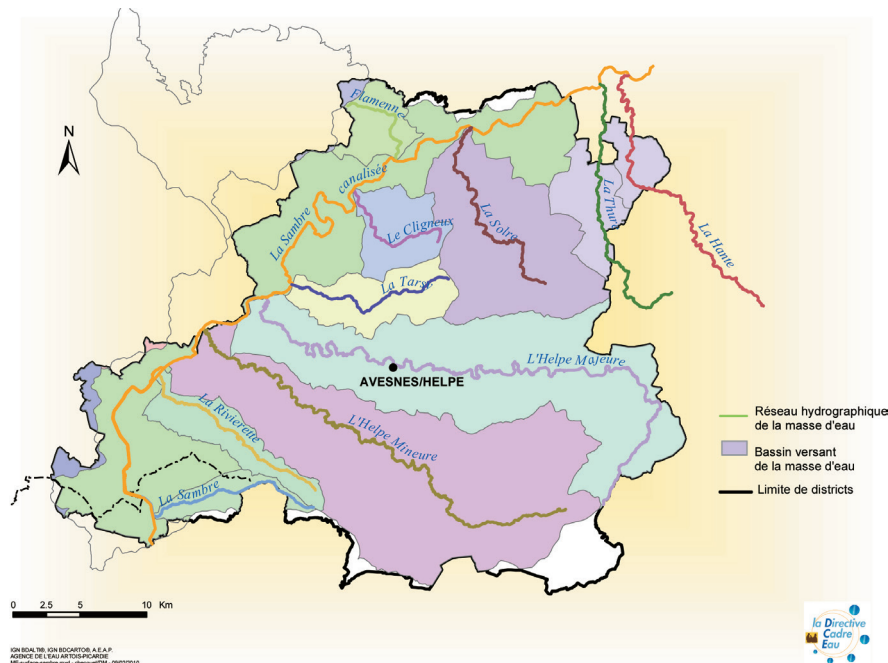 Flamenne
N
La Sambre canalisée
La Solre
La Thure
Le Cligneux
La Hante
La Tarsy
L'Helpe Majeure
AVESNES/HELPE
La Rivierette
L'Helpe Mineure
La Sambre
Réseau hydrographique
de la masse d'eau
Bassin versant
de la masse d'eau
Limite de districts
0 2.5 5 10 Km
la Directive
Cadre
Eau
IGN BDALTI®, IGN BDCARTO®, A.E.A.P.
AGENCE DE L'EAU ARTOIS-PICARDIE